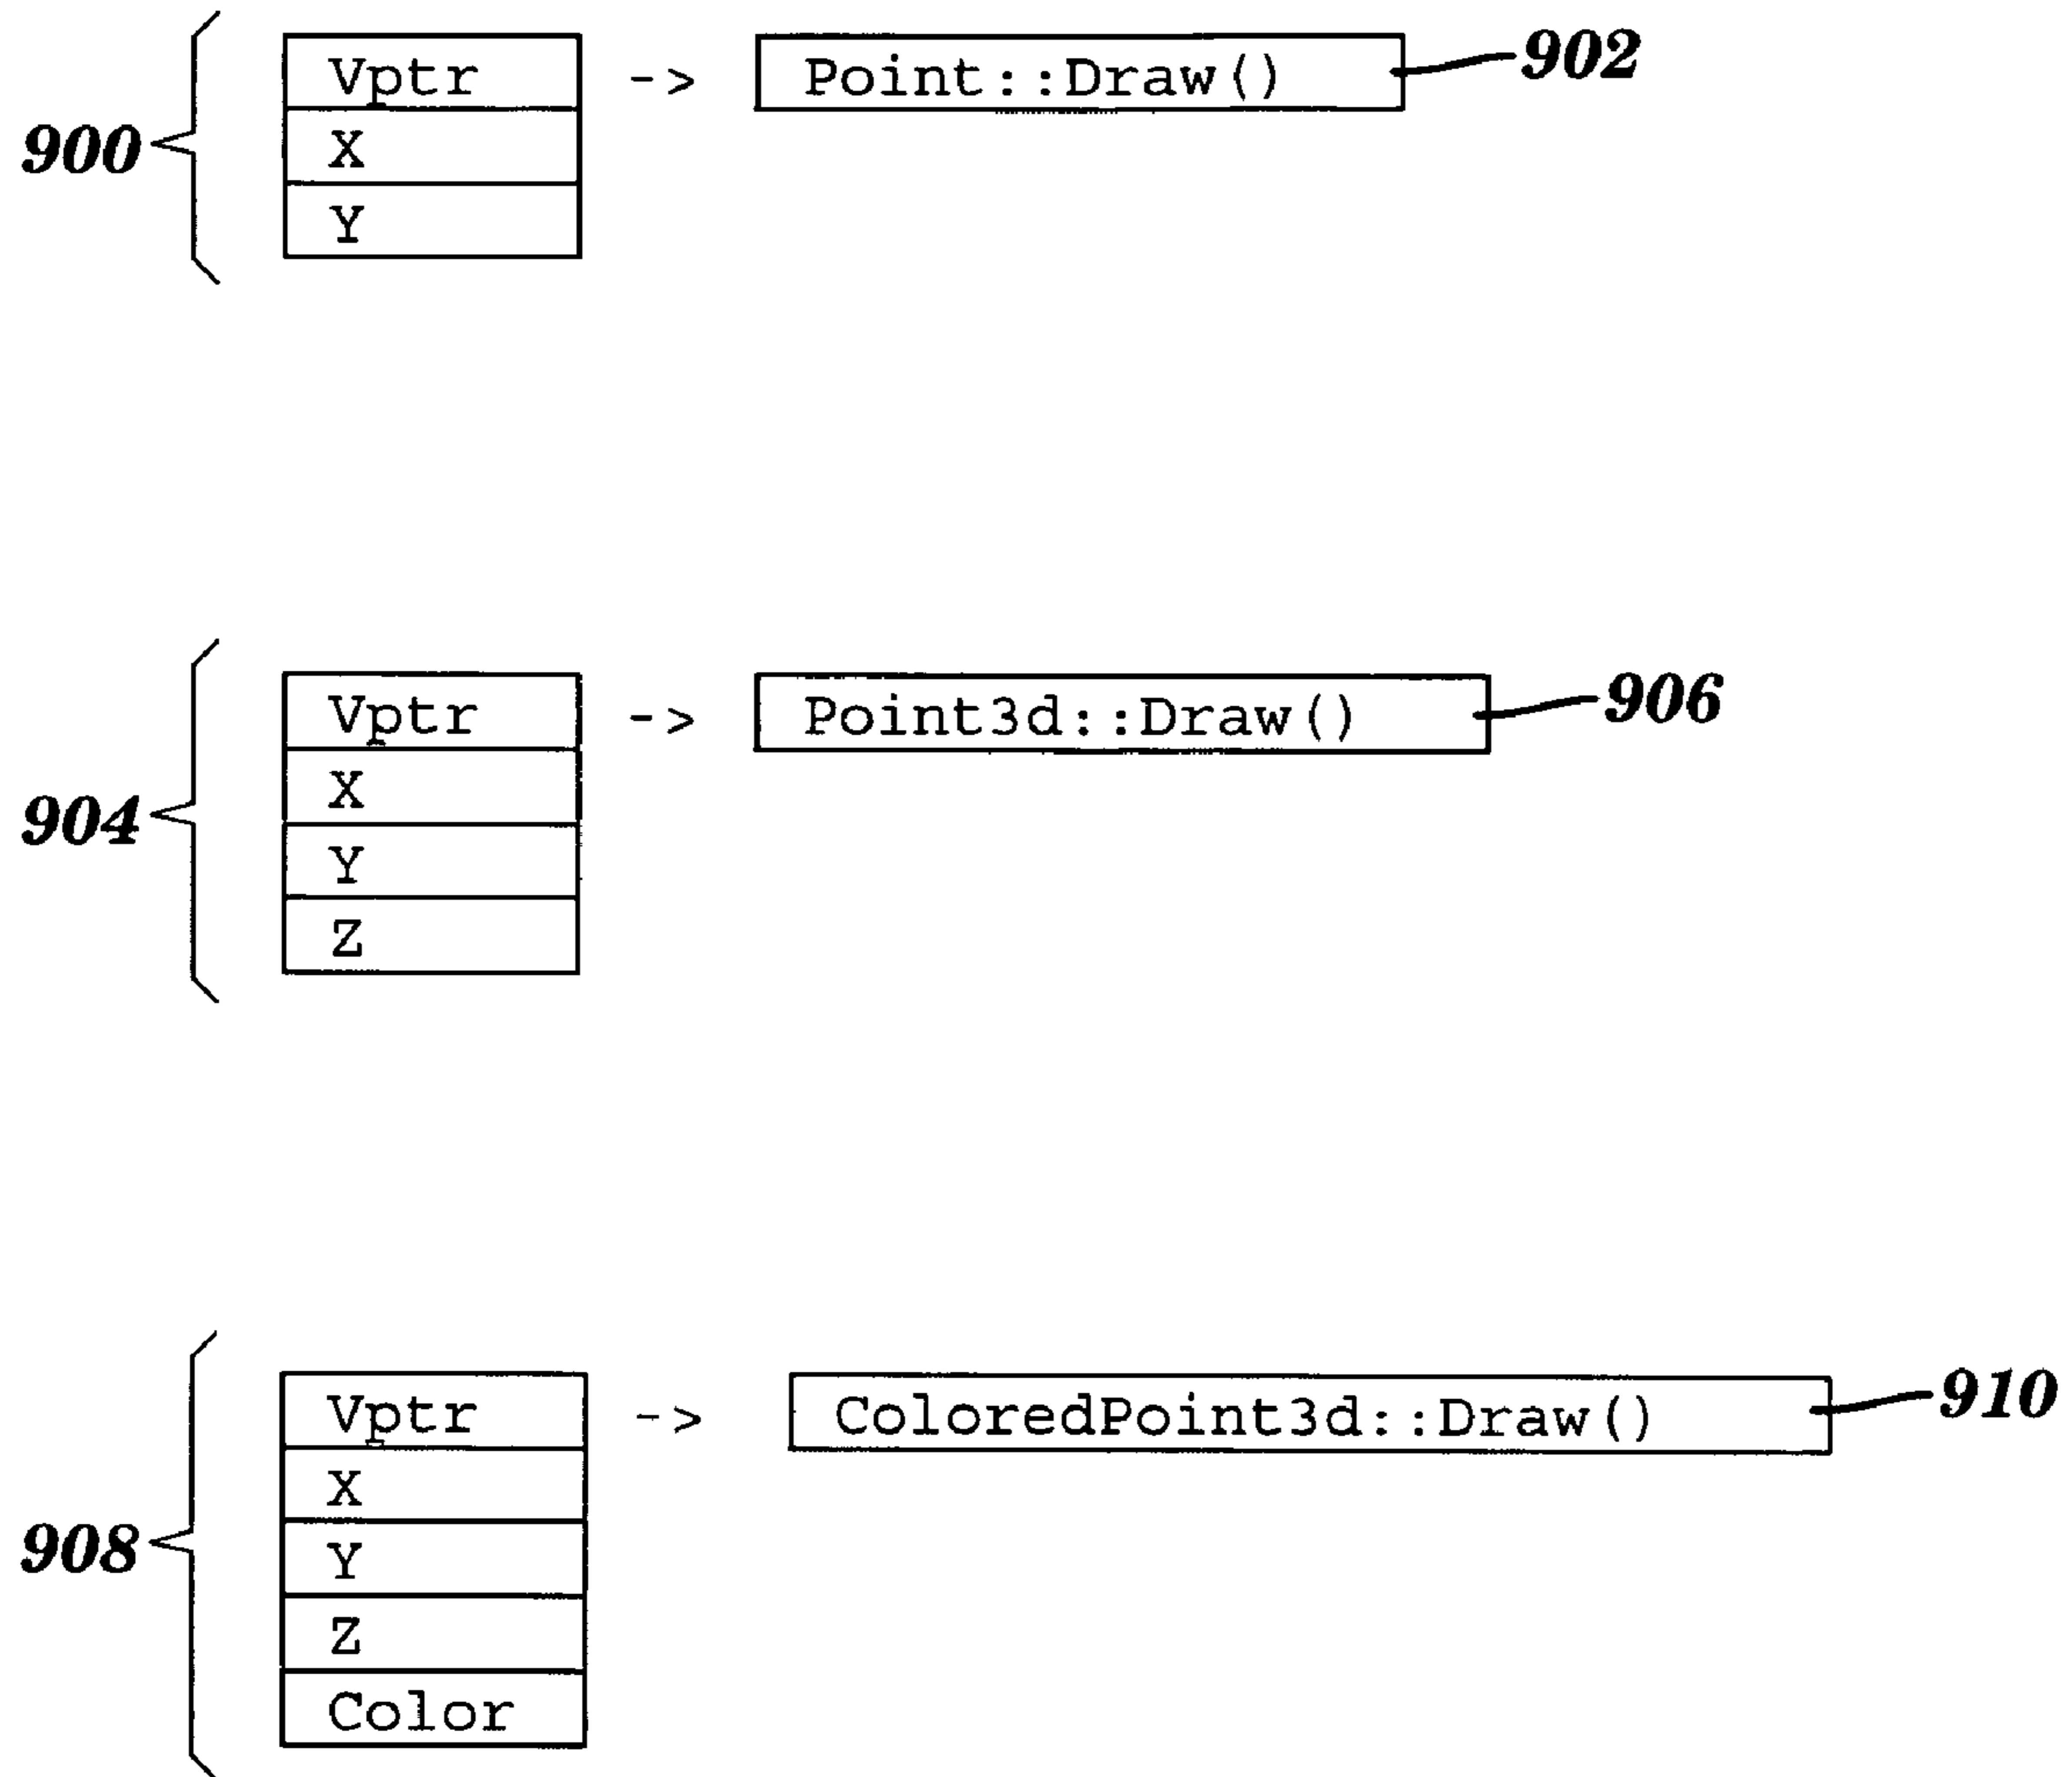 Vptr -> Point::Draw() 902
900
X
Y
Vptr -> Point3d::Draw() 906
X
904
Y
Z
Vptr -> ColoredPoint3d::Draw() 910
X
908
Y
Z
Color